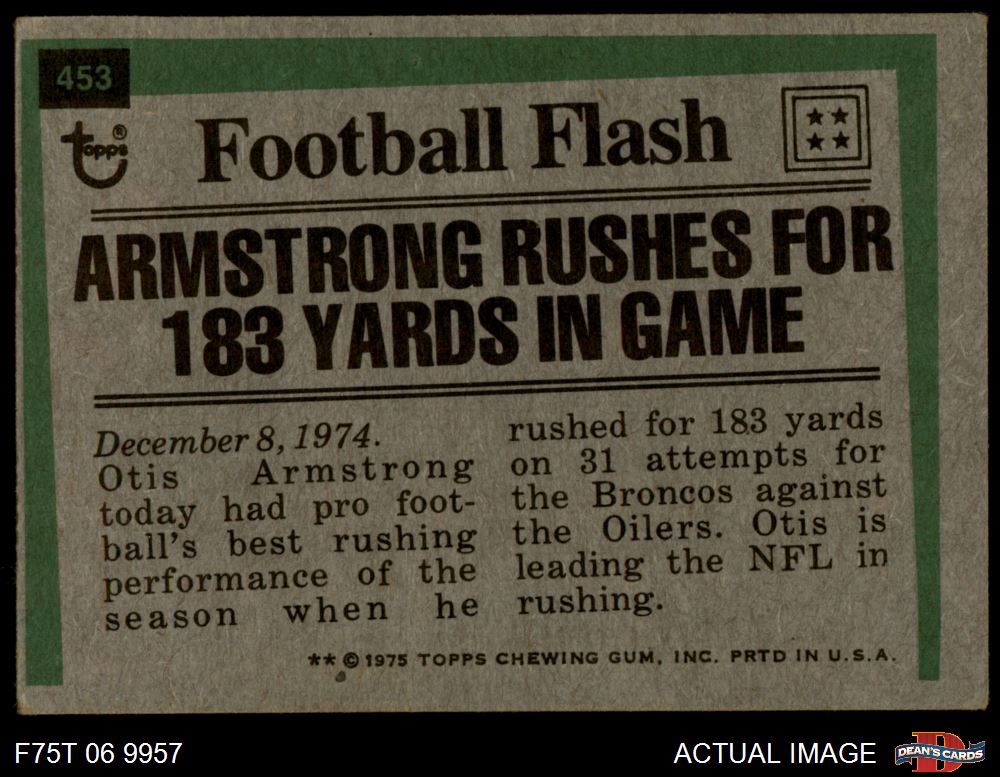 453
topps®
Football Flash
ARMSTRONG RUSHES FOR
183 YARDS IN GAME
December 8, 1974.
Otis Armstrong
today had pro foot-
ball's best rushing
performance of the
season when he
rushed for 183 yards
on 31 attempts for
the Broncos against
the Oilers. Otis is
leading the NFL in
rushing.
** © 1975 TOPPS CHEWING GUM, INC. PRTD IN U.S.A.
F75T 06 9957
ACTUAL IMAGE
D
DEAN'S CARDS